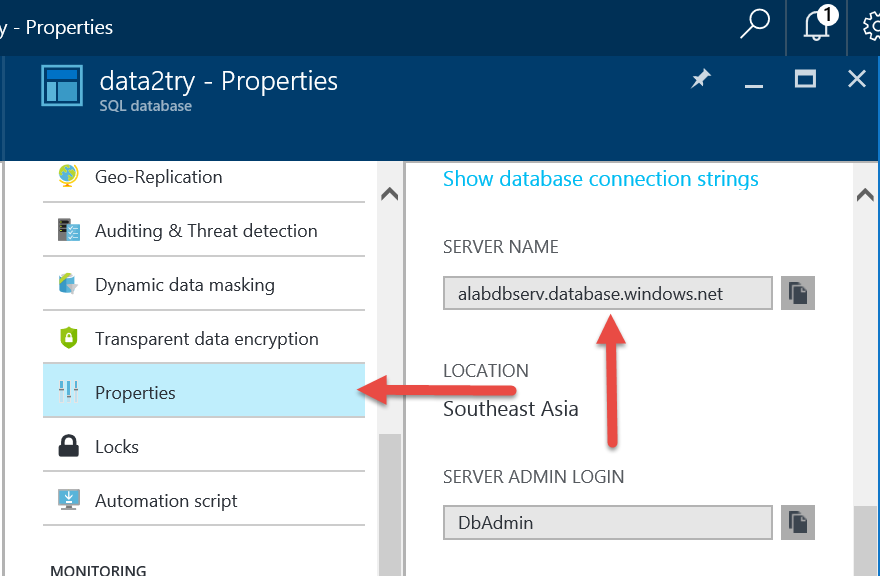 y - Properties
1
data2try - Properties
SQL database
Geo-Replication
Auditing & Threat detection
Dynamic data masking
Transparent data encryption
Properties
Locks
Automation script
MONITORING
Show database connection strings
SERVER NAME
alabdbserv.database.windows.net
LOCATION
Southeast Asia
SERVER ADMIN LOGIN
DbAdmin